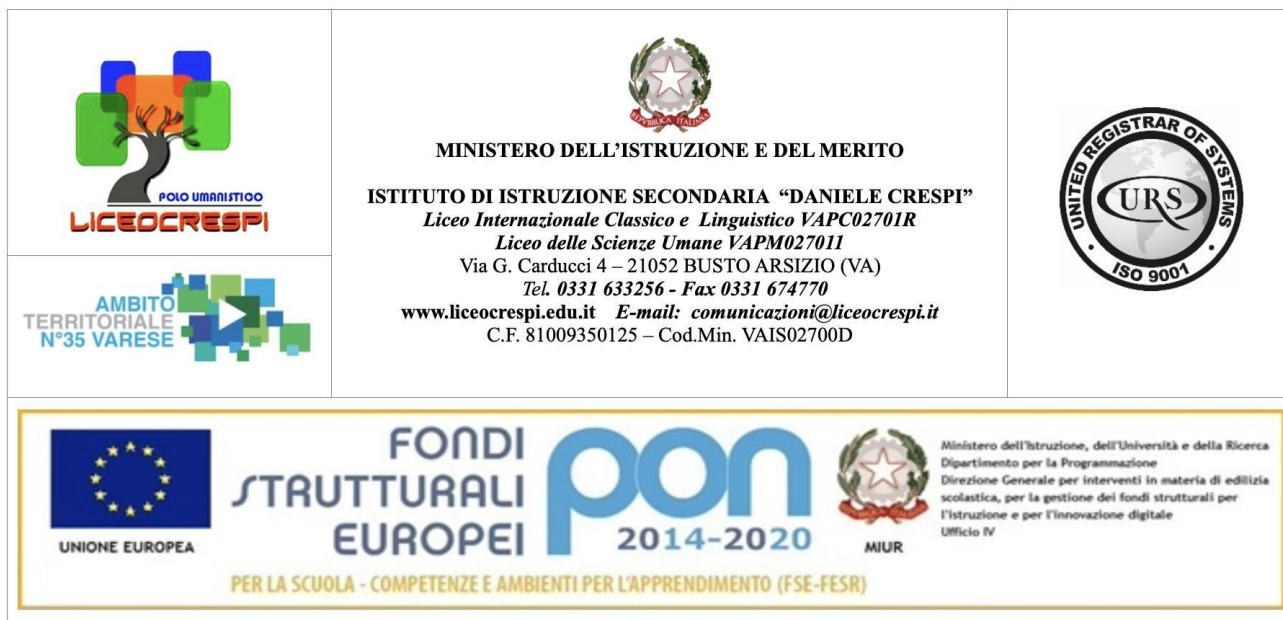 POLO UMANISTICO
LICEOCRESPI
AMBITO
TERRITORIALE
N°35 VARESE
REPVBBLICA ITALIANA
MINISTERO DELL’ISTRUZIONE E DEL MERITO
ISTITUTO DI ISTRUZIONE SECONDARIA “DANIELE CRESPI”
Liceo Internazionale Classico e Linguistico VAPC02701R
Liceo delle Scienze Umane VAPM027011
Via G. Carducci 4 – 21052 BUSTO ARSIZIO (VA)
Tel. 0331 633256 - Fax 0331 674770
www.liceocrespi.edu.it E-mail: comunicazioni@liceocrespi.it
C.F. 81009350125 – Cod.Min. VAIS02700D
UNITED REGISTRAR OF SYSTEMS
URS
ISO 9001
UNIONE EUROPEA
FONDI
STRUTTURALI
EUROPEI
pon
2014-2020
MIUR
Ministero dell'Istruzione, dell'Università e della Ricerca
Dipartimento per la Programmazione
Direzione Generale per interventi in materia di edilizia
scolastica, per la gestione dei fondi strutturali per
l'istruzione e per l'innovazione digitale
Ufficio IV
PER LA SCUOLA - COMPETENZE E AMBIENTI PER L'APPRENDIMENTO (FSE-FESR)